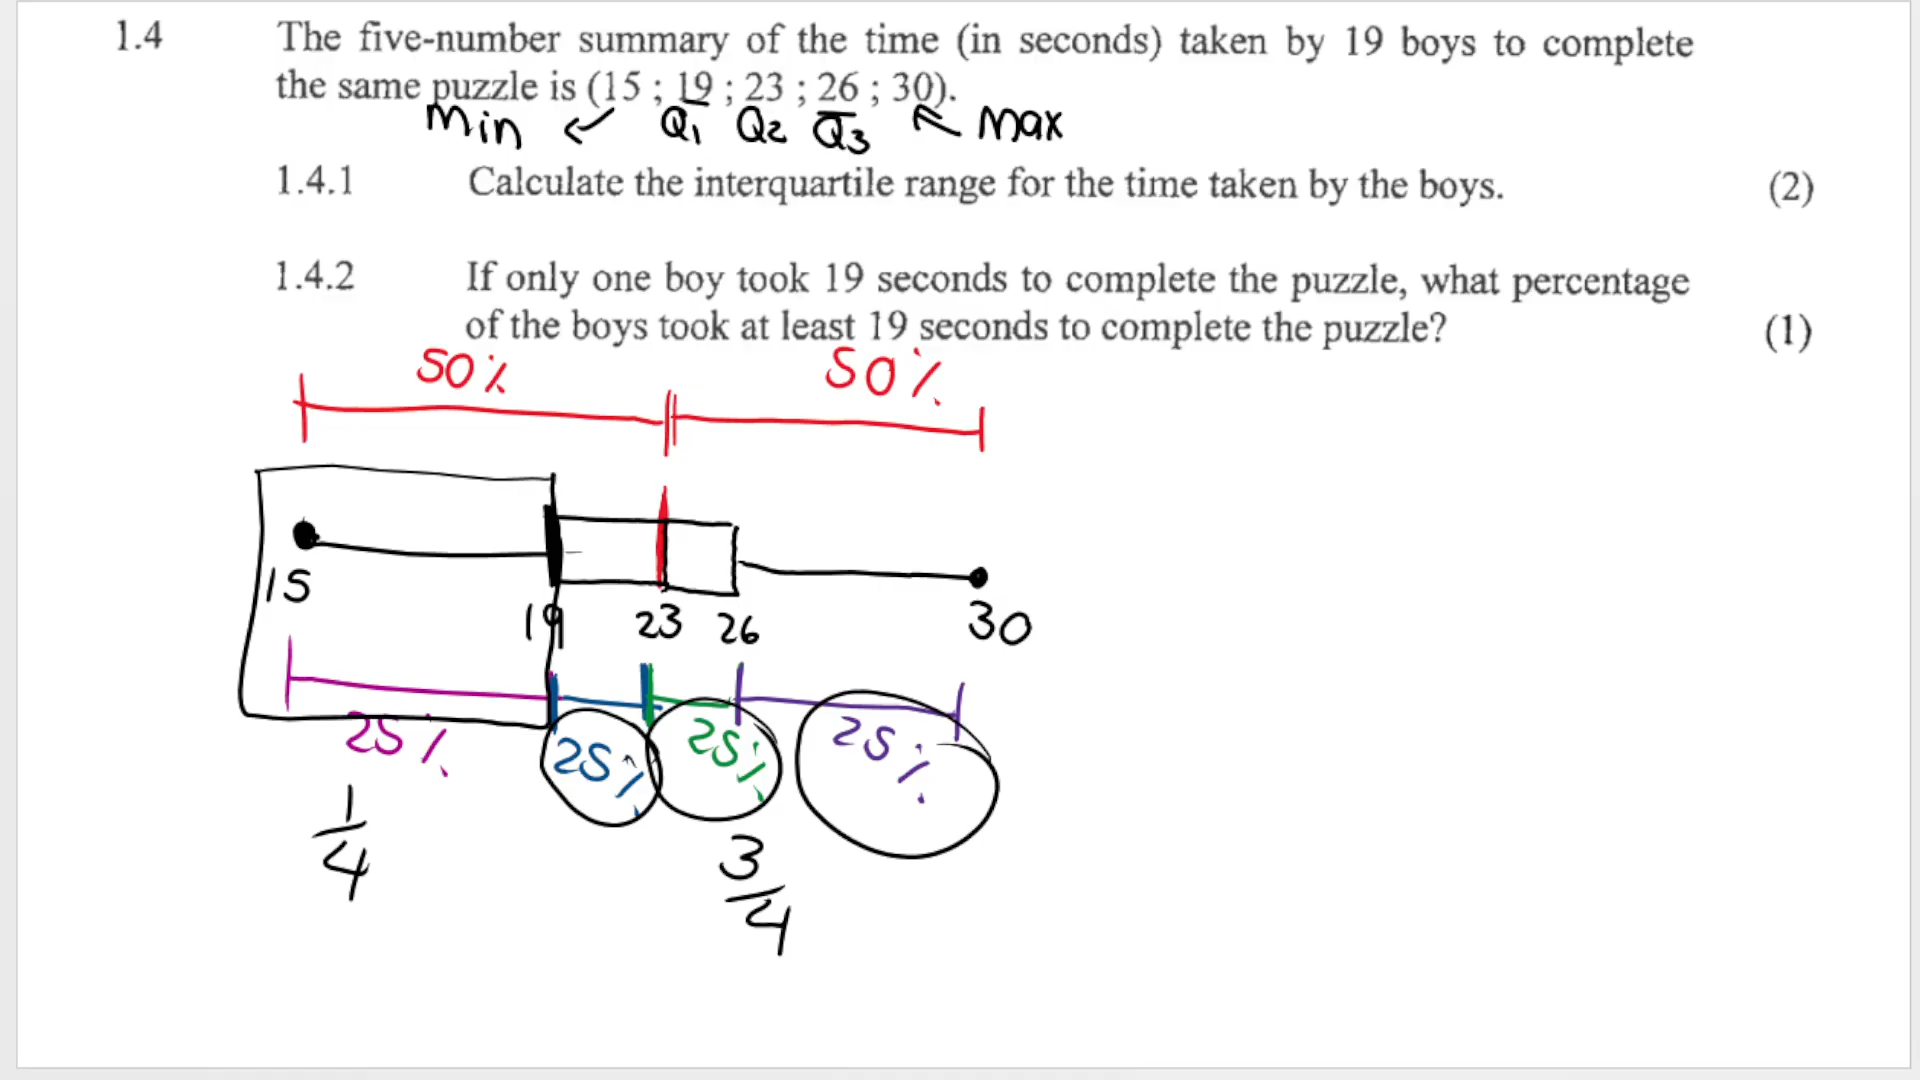 1.4 The five-number summary of the time (in seconds) taken by 19 boys to complete
the same puzzle is (15 ; 19 ; 23 ; 26 ; 30).
Min Q1 Q2 Q3 Max
1.4.1 Calculate the interquartile range for the time taken by the boys. (2)
1.4.2 If only one boy took 19 seconds to complete the puzzle, what percentage
of the boys took at least 19 seconds to complete the puzzle? (1)
50% 50%
15 19 23 26 30
25% 25% 25% 25%
1/4 3/4